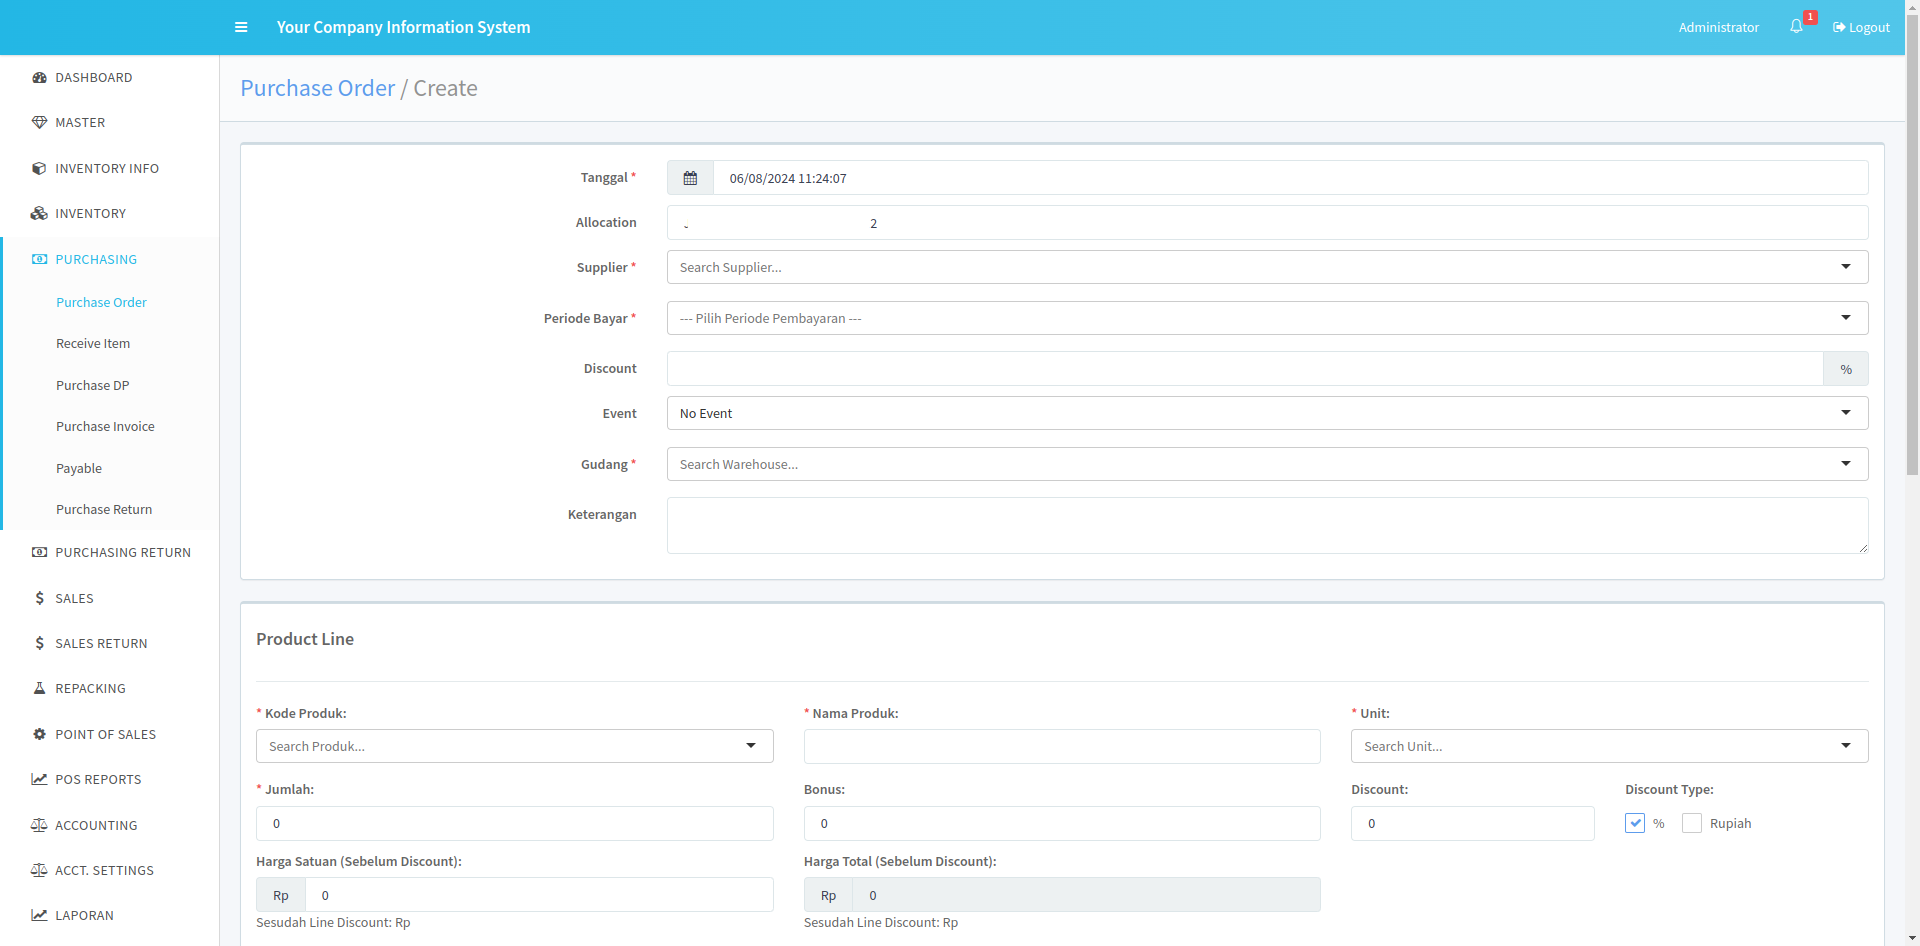 Your Company Information System
Administrator
1
Logout
DASHBOARD
MASTER
INVENTORY INFO
INVENTORY
PURCHASING
Purchase Order
Receive Item
Purchase DP
Purchase Invoice
Payable
Purchase Return
PURCHASING RETURN
SALES
SALES RETURN
REPACKING
POINT OF SALES
POS REPORTS
ACCOUNTING
ACCT. SETTINGS
LAPORAN
Purchase Order / Create
Tanggal * 06/08/2024 11:24:07
Allocation 2
Supplier * Search Supplier...
Periode Bayar * --- Pilih Periode Pembayaran ---
Discount %
Event No Event
Gudang * Search Warehouse...
Keterangan
Product Line
* Kode Produk: * Nama Produk: * Unit:
Search Produk... Search Unit...
* Jumlah: Bonus: Discount: Discount Type:
0 0 0 % Rupiah
Harga Satuan (Sebelum Discount): Harga Total (Sebelum Discount):
Rp 0 Rp 0
Sesudah Line Discount: Rp Sesudah Line Discount: Rp